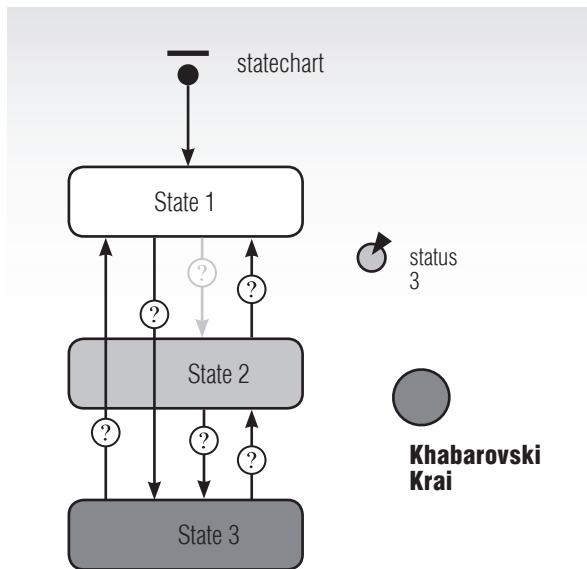 statechart
State 1
?
status
3
?
?
State 2
?
?
?
Khabarovski
Krai
State 3